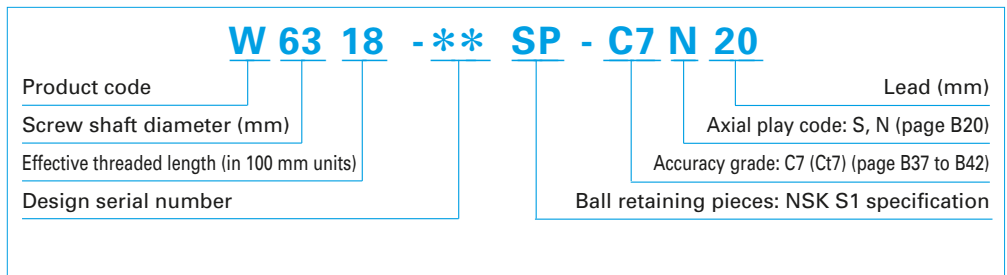 W 63 18 -** SP - C7 N 20
Product code
Lead (mm)
Screw shaft diameter (mm)
Axial play code: S, N (page B20)
Effective threaded length (in 100 mm units)
Accuracy grade: C7 (Ct7) (page B37 to B42)
Design serial number
Ball retaining pieces: NSK S1 specification